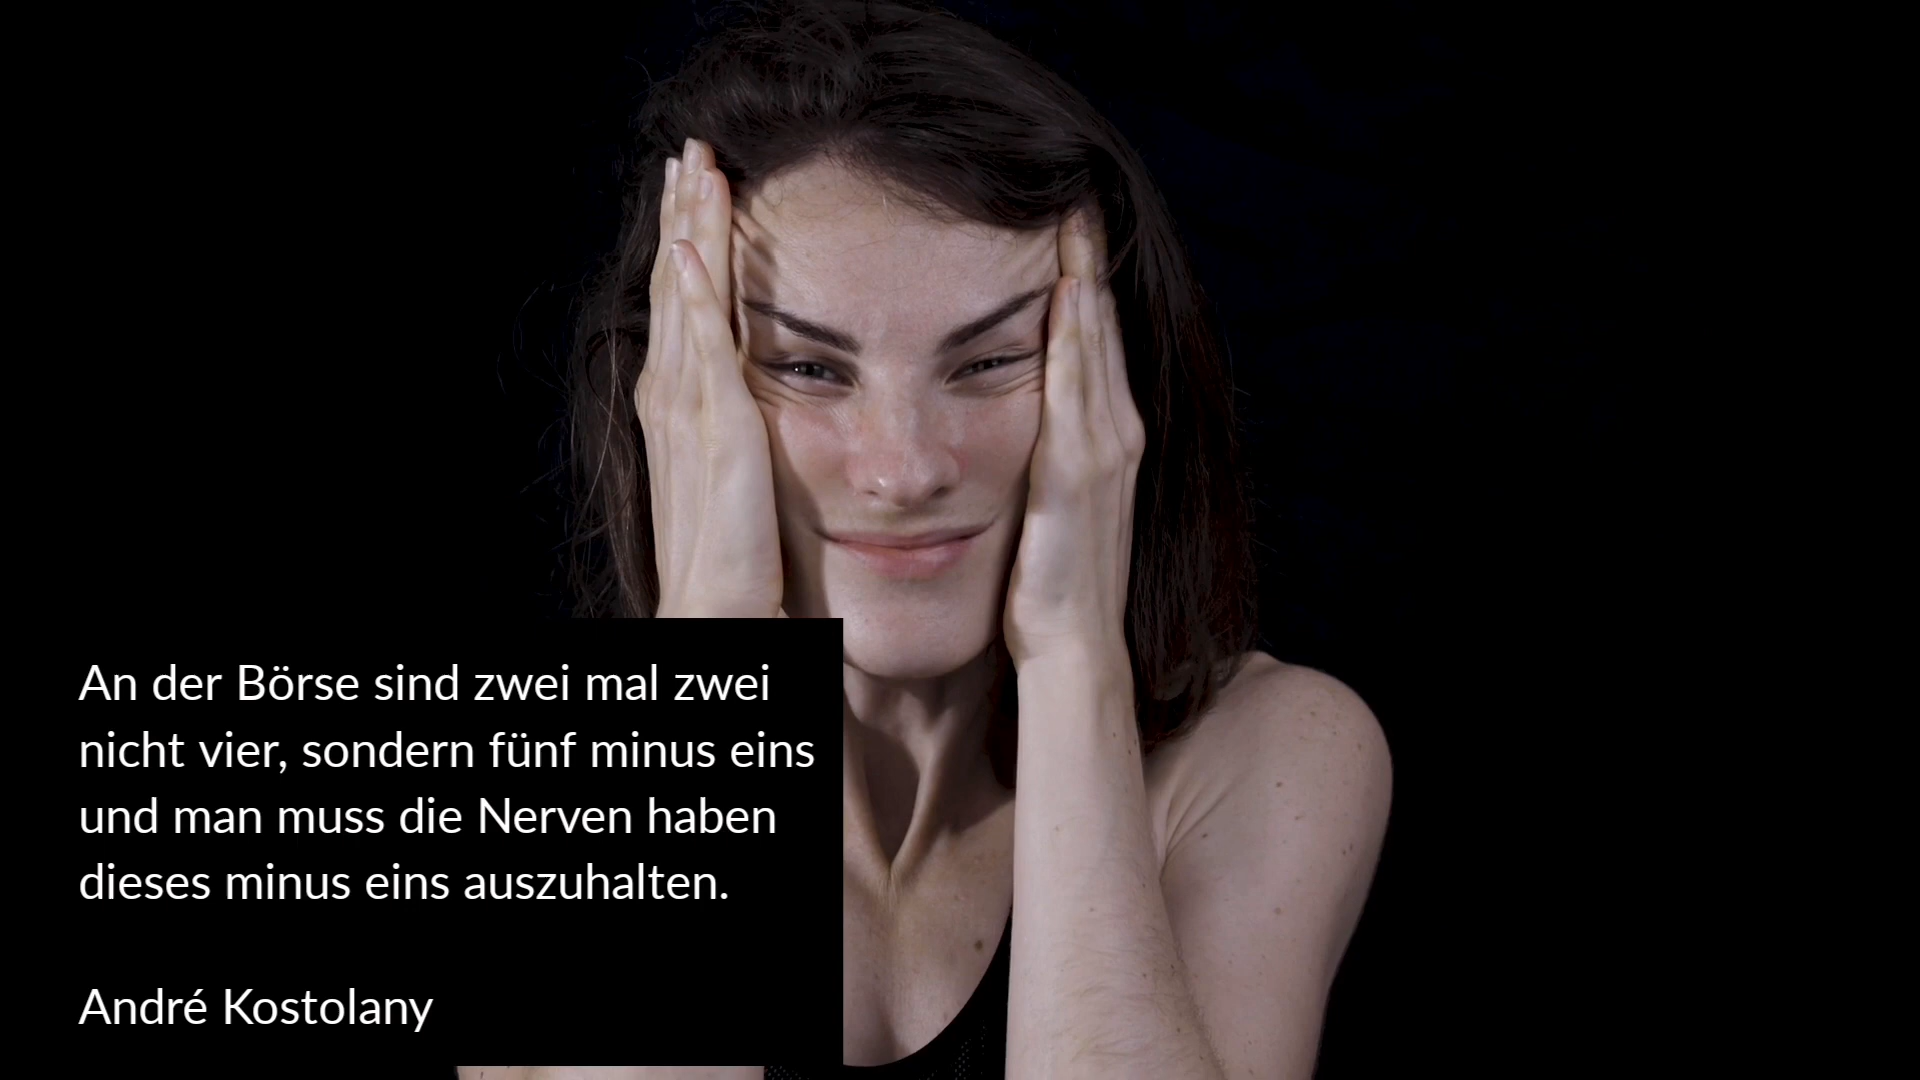 An der Börse sind zwei mal zwei
nicht vier, sondern fünf minus eins
und man muss die Nerven haben
dieses minus eins auszuhalten.
André Kostolany